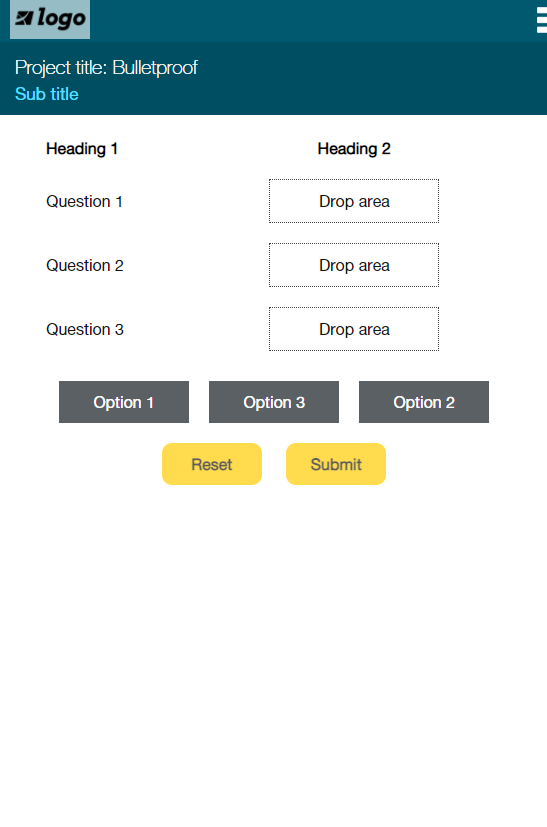 logo
Project title: Bulletproof
Sub title
Heading 1 Heading 2
Question 1 Drop area
Question 2 Drop area
Question 3 Drop area
Option 1 Option 3 Option 2
Reset Submit